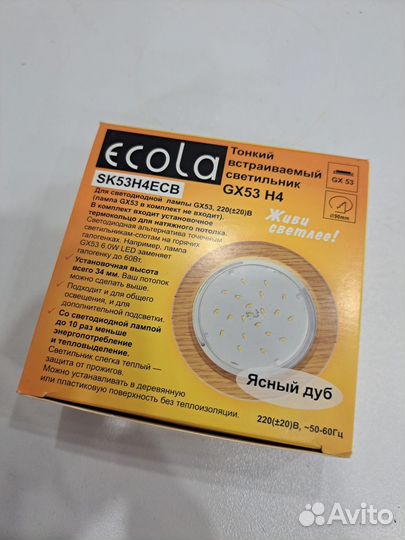 ecola
SK53H4ECB
Тонкий
встраиваемый
светильник
GX53 H4
GX 53
⌀90mm
Живи
светлее!
Для светодиодной лампы GX53, 220(±20)В
(лампа GX53 в комплект не входит).
В комплект входит установочное
термокольцо для натяжного потолка.
Светодиодная альтернатива точечным
светильникам-спотам на горячих
галогенках. Например, лампа
GX53 6.0W LED заменяет
галогенку до 60Вт.
• Установочная высота
всего 34 мм. Ваш потолок
можно сделать выше.
• Подходит и для общего
освещения, и для
дополнительной подсветки.
• Со светодиодной лампой
до 10 раз меньше
энергопотребление
и тепловыделение.
Светильник слегка теплый —
защита от прожигов.
Можно устанавливать в деревянную
или пластиковую поверхность без теплоизоляции.
Ясный дуб
220(±20)В, ~50-60Гц
Avito